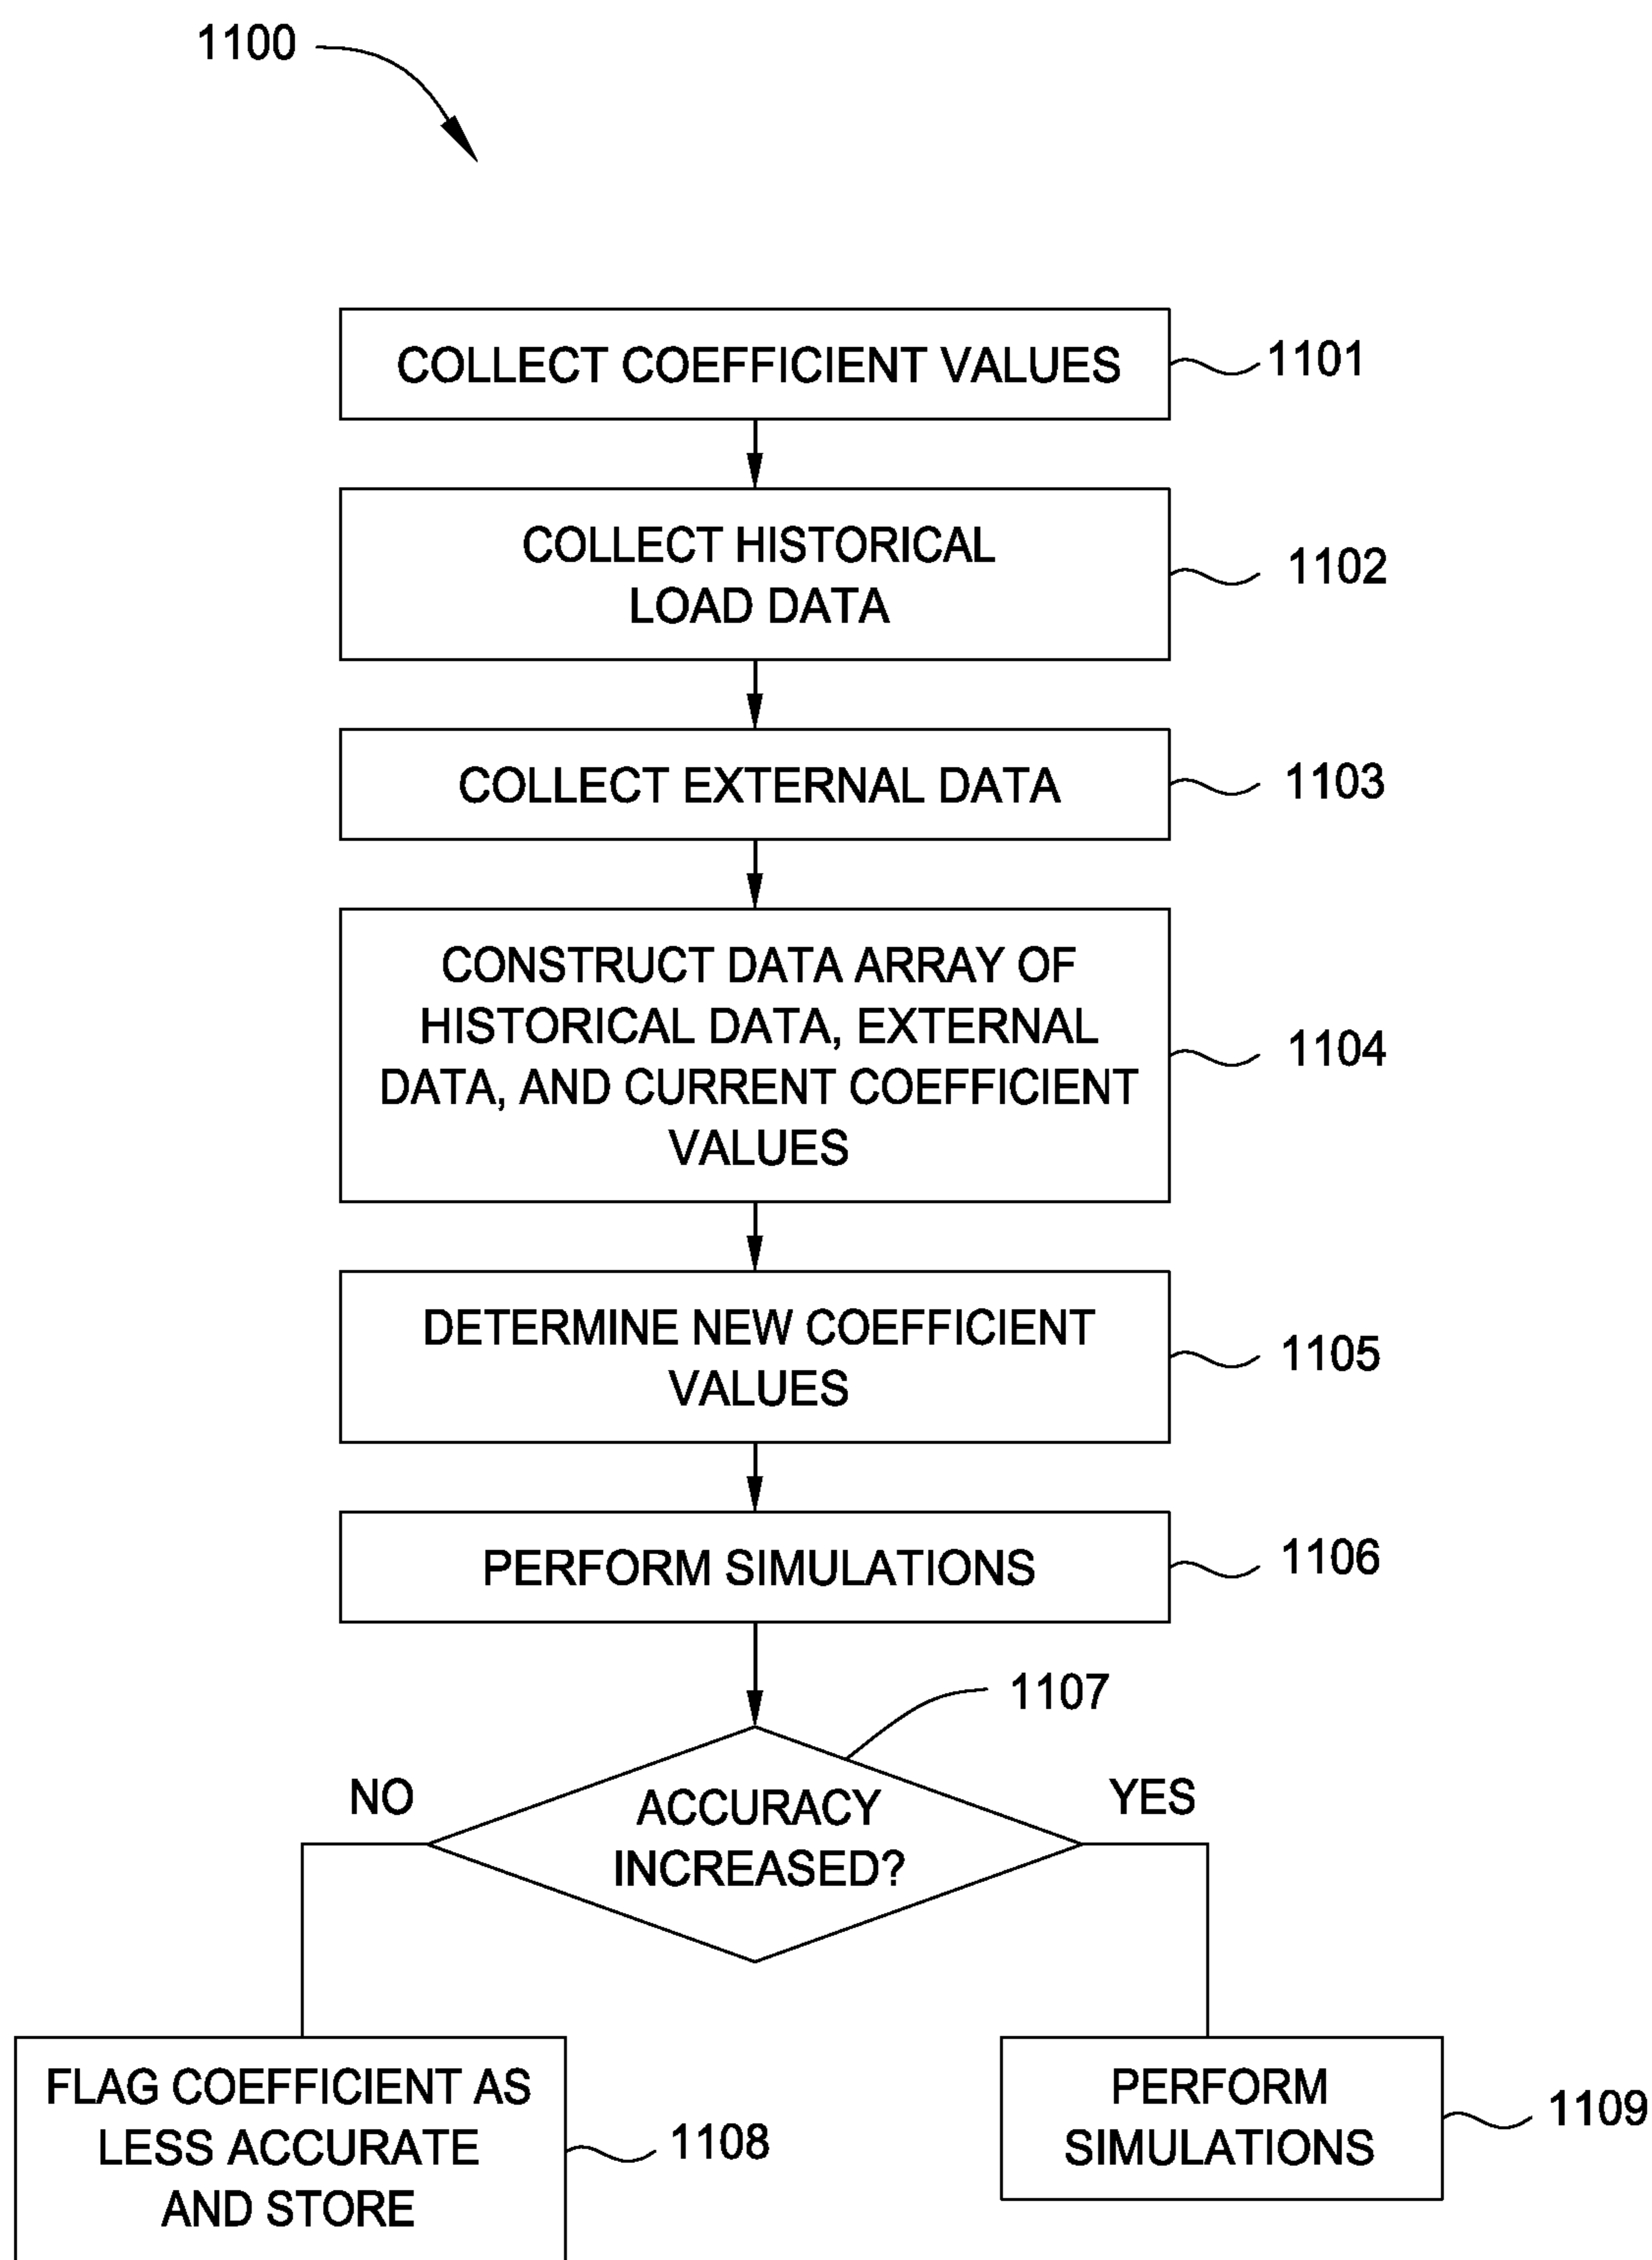 1100
COLLECT COEFFICIENT VALUES
1101
COLLECT HISTORICAL
LOAD DATA
1102
COLLECT EXTERNAL DATA
1103
CONSTRUCT DATA ARRAY OF
HISTORICAL DATA, EXTERNAL
DATA, AND CURRENT COEFFICIENT
VALUES
1104
DETERMINE NEW COEFFICIENT
VALUES
1105
PERFORM SIMULATIONS
1106
1107
NO
ACCURACY
INCREASED?
YES
FLAG COEFFICIENT AS
LESS ACCURATE
AND STORE
1108
PERFORM
SIMULATIONS
1109